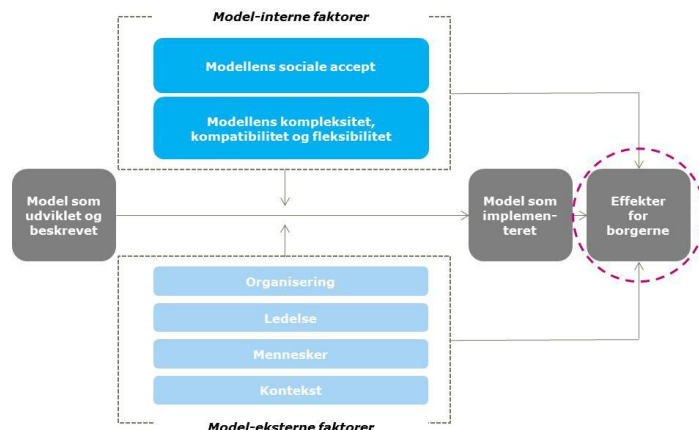 Model-interne faktorer
Modellens sociale accept
Modellens kompleksitet,
kompatibilitet og fleksibilitet
Model som
udviklet og
beskrevet
Model som
implemen-
teret
Effekter
for
borgerne
Organisering
Ledelse
Mennesker
Kontekst
Model-eksterne faktorer